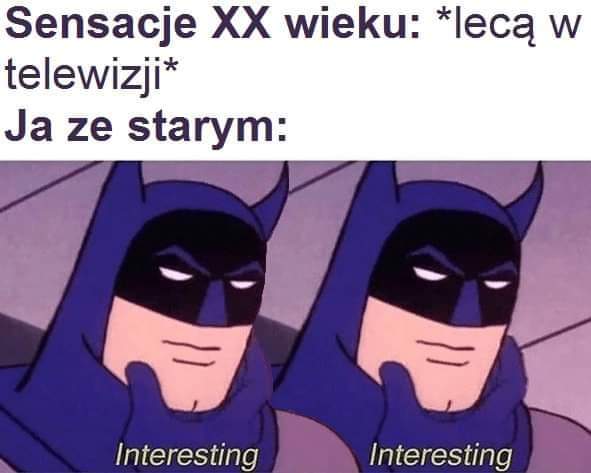 Sensacje XX wieku: *lecą w
telewizji*
Ja ze starym:
Interesting
Interesting